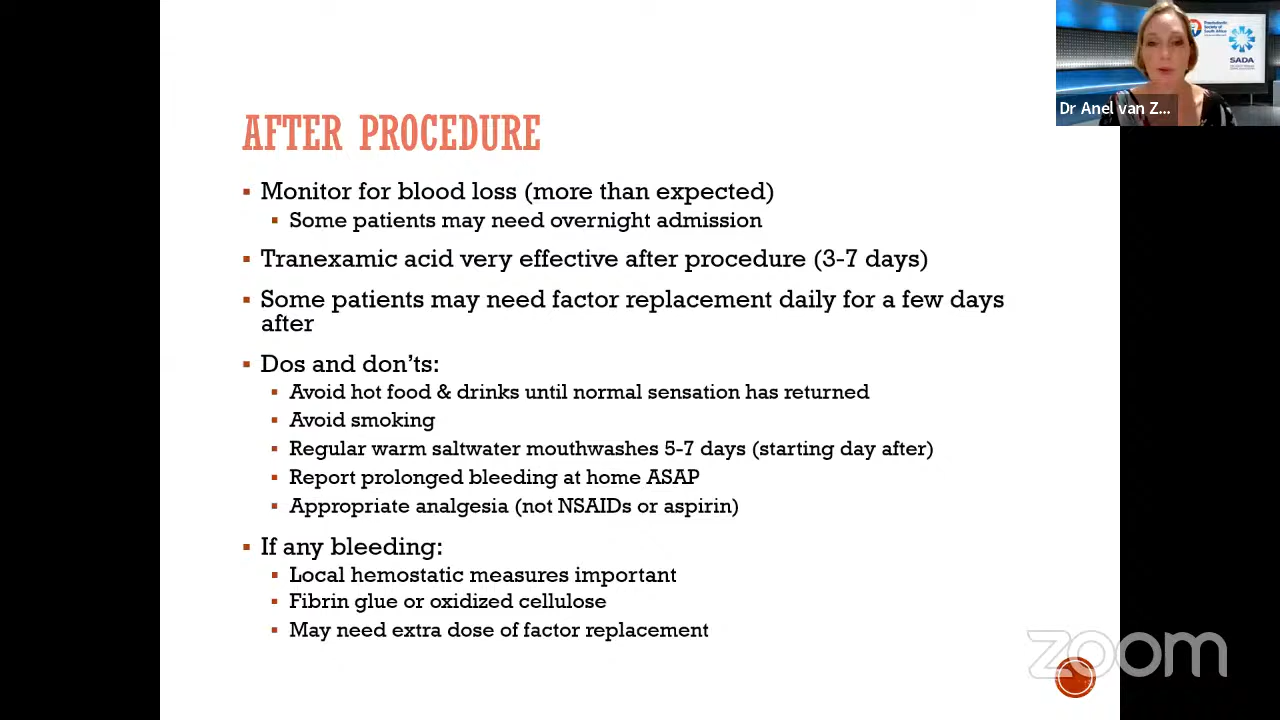 AFTER PROCEDURE
▪ Monitor for blood loss (more than expected)
▪ Some patients may need overnight admission
▪ Tranexamic acid very effective after procedure (3-7 days)
▪ Some patients may need factor replacement daily for a few days
after
▪ Dos and don’ts:
▪ Avoid hot food & drinks until normal sensation has returned
▪ Avoid smoking
▪ Regular warm saltwater mouthwashes 5-7 days (starting day after)
▪ Report prolonged bleeding at home ASAP
▪ Appropriate analgesia (not NSAIDs or aspirin)
▪ If any bleeding:
▪ Local hemostatic measures important
▪ Fibrin glue or oxidized cellulose
▪ May need extra dose of factor replacement
Prosthodontic
Society of
South Africa
SADA
Dr Anel van Z...
zoom